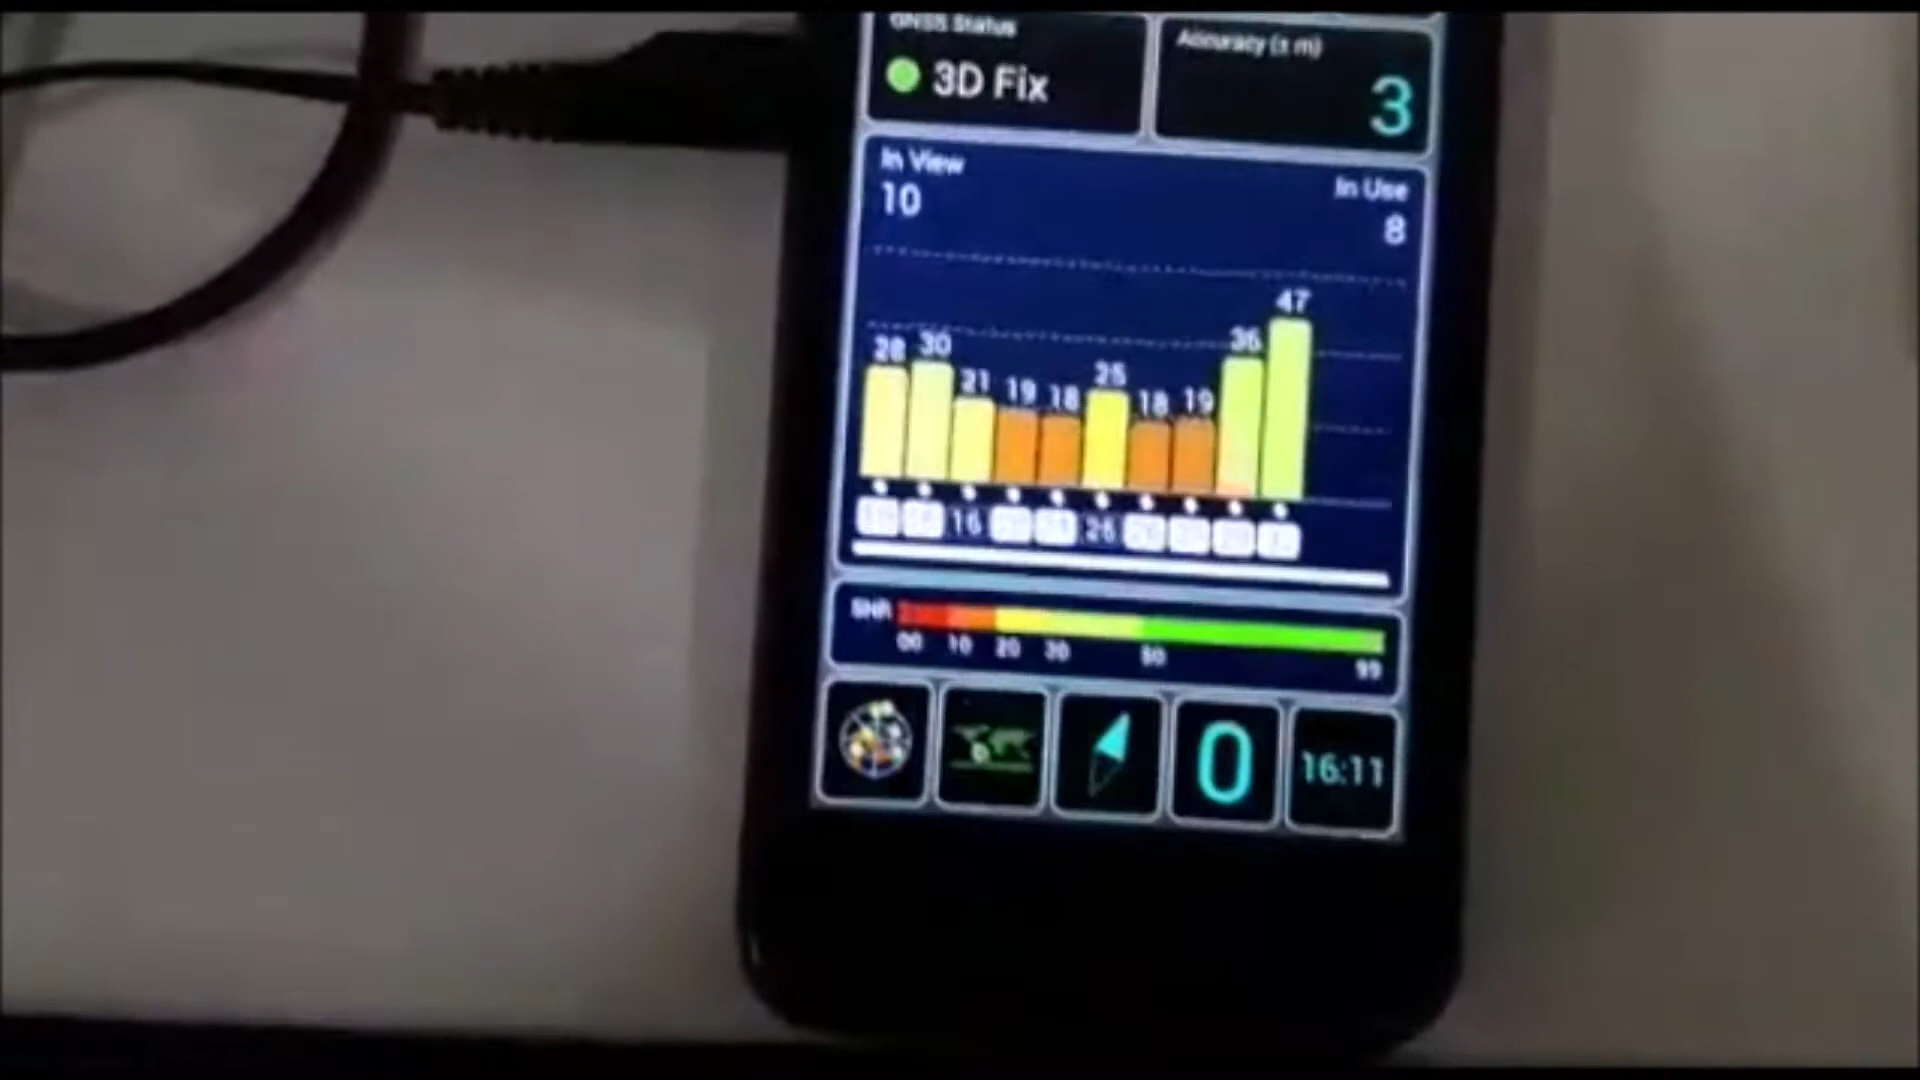 GNSS Status
Accuracy (± m)
3D Fix
3
In View
In Use
10
8
28 30 21 19 18 25 18 19 36 47
16 26
SNR
00 10 20 30 50 99
0
16:11